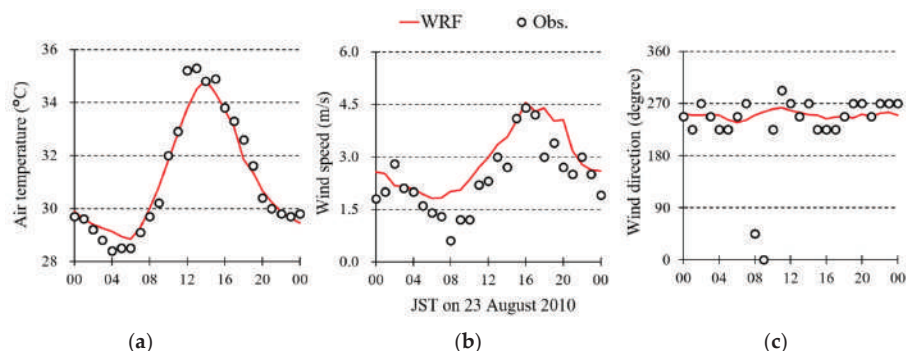 WRF Obs.
Air temperature (°C)
36
34
32
30
28
00 04 08 12 16 20 00
Wind speed (m/s)
6.0
4.5
3.0
1.5
0.0
00 04 08 12 16 20 00
Wind direction (degree)
360
270
180
90
0
00 04 08 12 16 20 00
JST on 23 August 2010
(a) (b) (c)